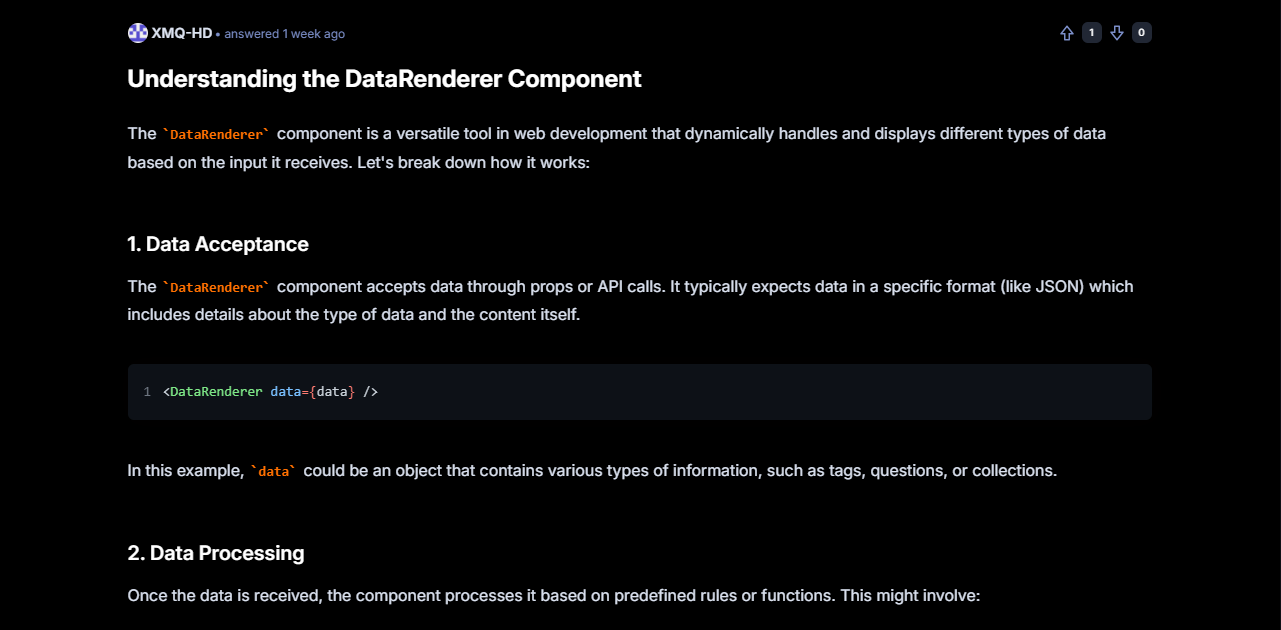 XMQ-HD • answered 1 week ago 1 0
Understanding the DataRenderer Component
The `DataRenderer` component is a versatile tool in web development that dynamically handles and displays different types of data
based on the input it receives. Let's break down how it works:
1. Data Acceptance
The `DataRenderer` component accepts data through props or API calls. It typically expects data in a specific format (like JSON) which
includes details about the type of data and the content itself.
1 <DataRenderer data={data} />
In this example, `data` could be an object that contains various types of information, such as tags, questions, or collections.
2. Data Processing
Once the data is received, the component processes it based on predefined rules or functions. This might involve: